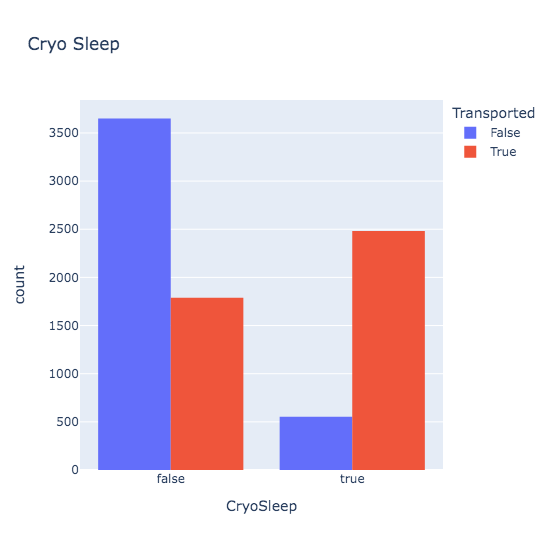 Cryo Sleep
Transported
False
True
3500
3000
2500
2000
1500
1000
500
0
count
false
true
CryoSleep